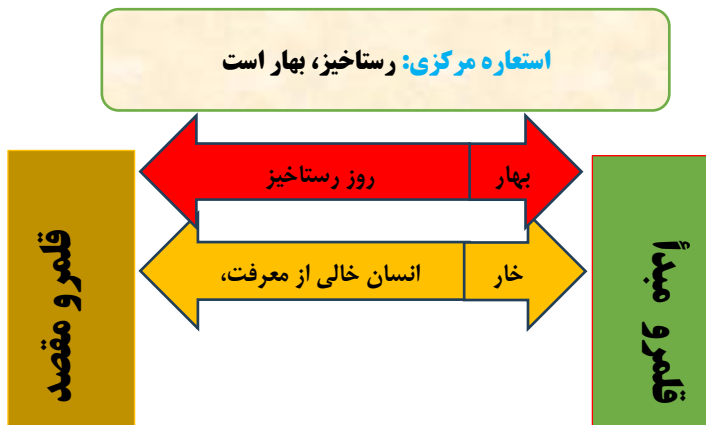 استعاره مرکزی: رستاخیز، بهار است
قلمرو مبدأ
بهار
روز رستاخیز
خار
انسان خالی از معرفت،
قلمرو مقصد